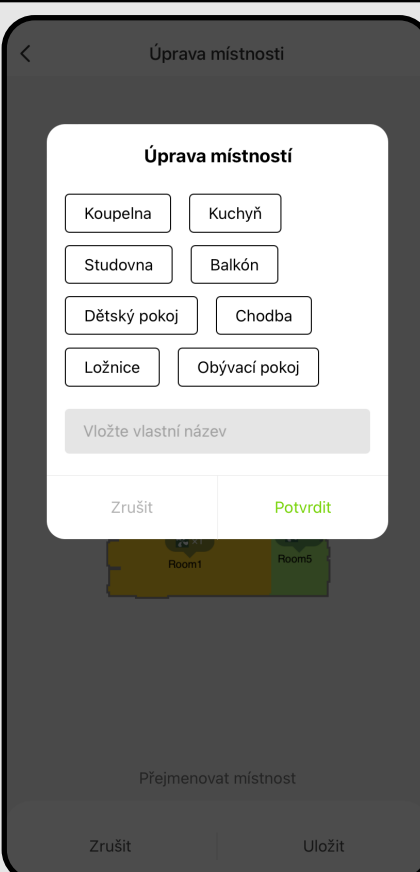 Úprava místnosti
Úprava místností
Koupelna Kuchyň
Studovna Balkón
Dětský pokoj Chodba
Ložnice Obývací pokoj
Vložte vlastní název
Zrušit Potvrdit
Room1 Room5
Přejmenovat místnost
Zrušit Uložit